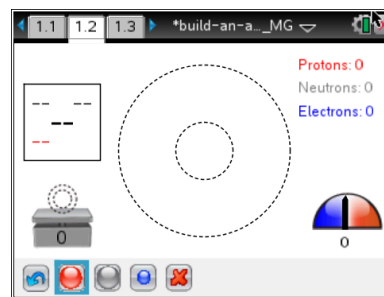 1.1 1.2 1.3 *build-an-a..._MG
Protons: 0
Neutrons: 0
Electrons: 0
-- --
--
--
0
0